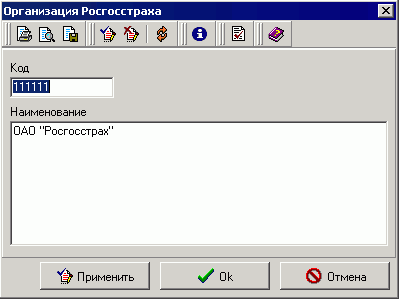 Организация Росгосстраха
Код
111111
Наименование
ОАО "Росгосстрах"
Применить
Ok
Отмена